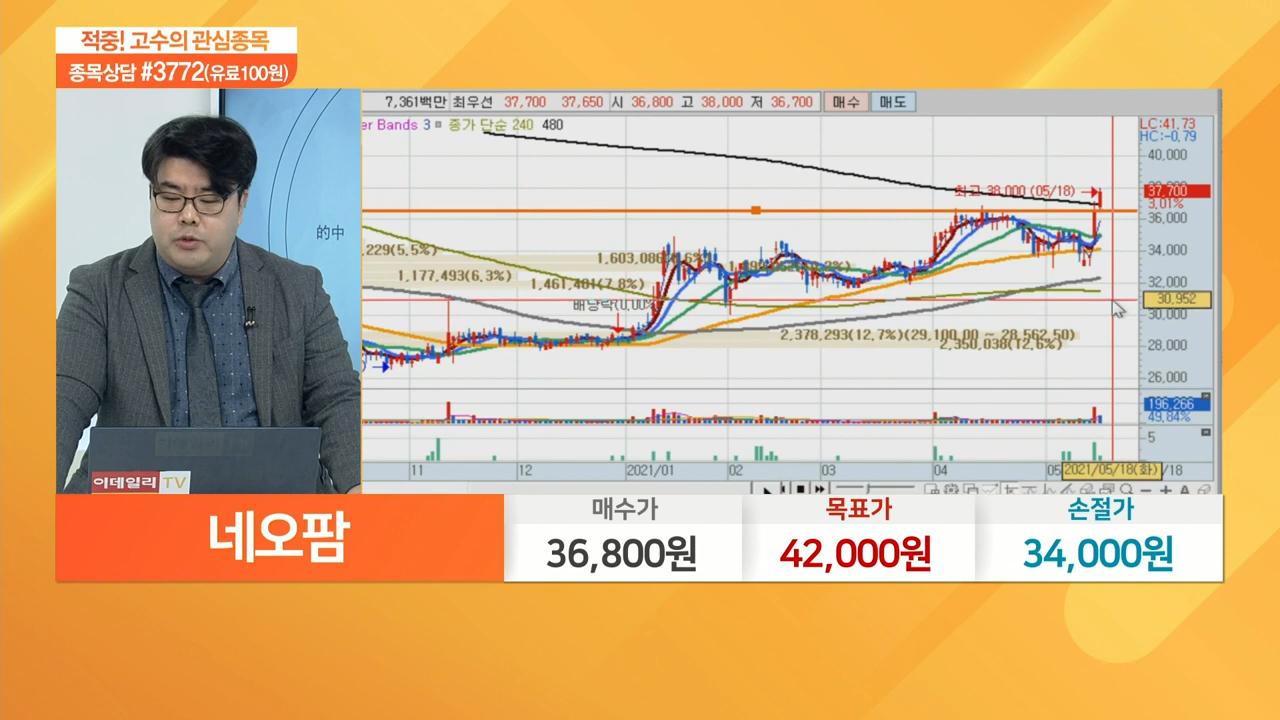 적중! 고수의 관심종목
종목상담 #3772(유료100원)
7,361백만 최우선 37,700 37,650 시 36,800 고 38,000 저 36,700 매수 매도
er Bands 3 종가 단순 240 480
LC:41.73
HC:-0.79
40,000
최고 38,000 (05/18)
37,700
3.01%
36,000
的中
.229(5,5%)
34,000
1,177,493(6,3%)
1,461,401(7,8%)
32,000
배당락(0,00%
30,952
30,000
2,378,293(12,7%)(29,100,00 ~ 28,562,50)
2,350,038(12,6%)
28,000
26,000
196,266
49,84%
5
11 12 2021/01 02 03 04 05 2021/05/18(화) /18
이데일리 TV
네오팜
매수가 목표가 손절가
36,800원 42,000원 34,000원